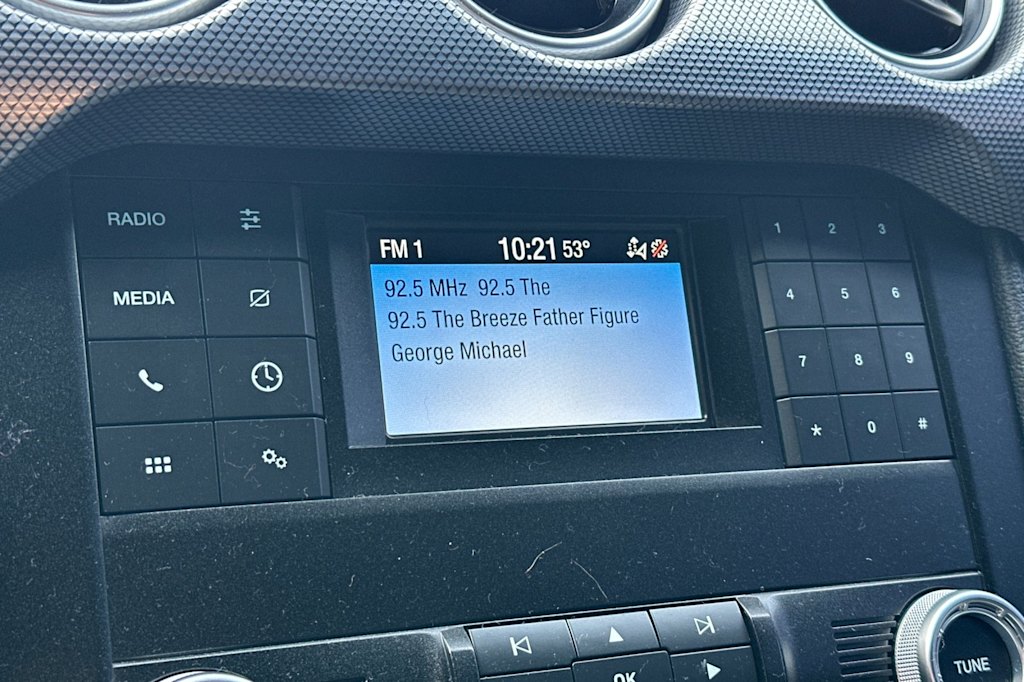 RADIO
MEDIA
FM 1 10:21 53°
92.5 MHz 92.5 The
92.5 The Breeze Father Figure
George Michael
1 2 3
4 5 6
7 8 9
* 0 #
OK
TUNE